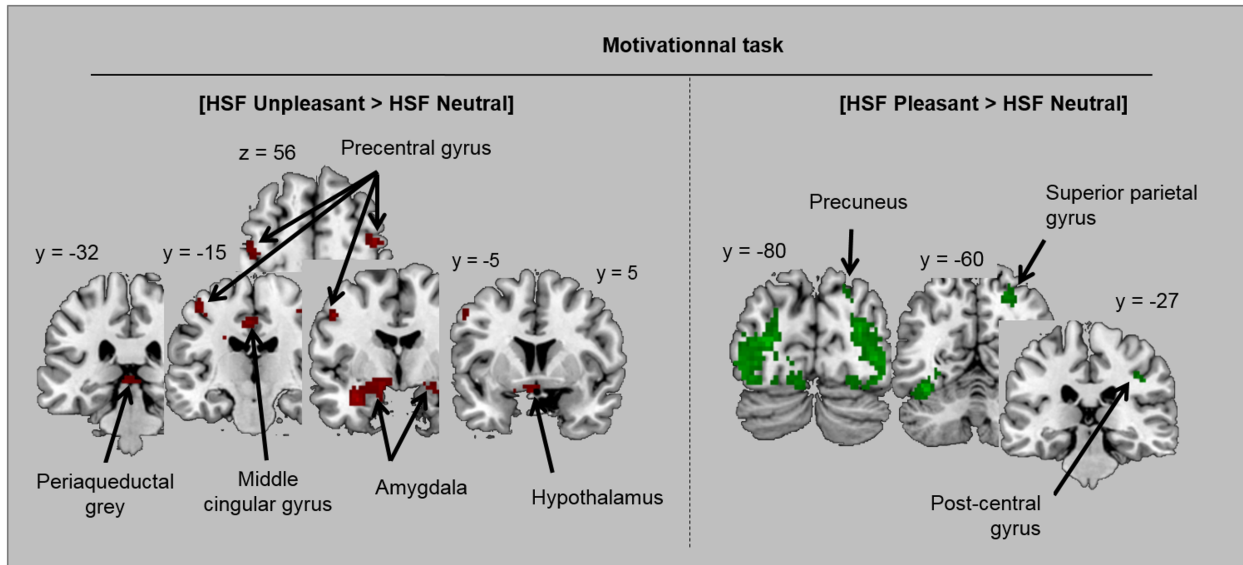 Motivationnal task
[HSF Unpleasant > HSF Neutral]
z = 56
Precentral gyrus
y = -32
y = -15
y = -5
y = 5
Periaqueductal
grey
Middle
cingular gyrus
Amygdala
Hypothalamus
[HSF Pleasant > HSF Neutral]
Precuneus
Superior parietal
gyrus
y = -80
y = -60
y = -27
Post-central
gyrus